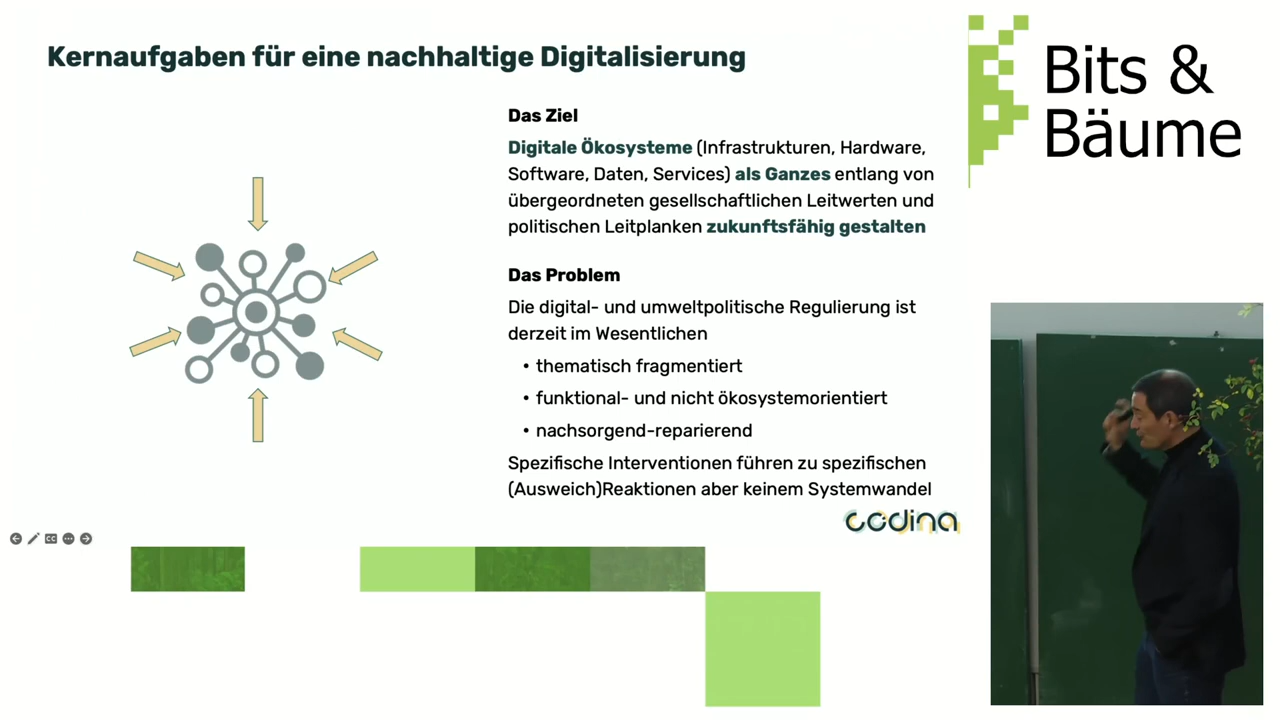 Kernaufgaben für eine nachhaltige Digitalisierung
Das Ziel
Digitale Ökosysteme (Infrastrukturen, Hardware,
Software, Daten, Services) als Ganzes entlang von
übergeordneten gesellschaftlichen Leitwerten und
politischen Leitplanken zukunftsfähig gestalten
Das Problem
Die digital- und umweltpolitische Regulierung ist
derzeit im Wesentlichen
• thematisch fragmentiert
• funktional- und nicht ökosystemorientiert
• nachsorgend-reparierend
Spezifische Interventionen führen zu spezifischen
(Ausweich)Reaktionen aber keinem Systemwandel
codina
CC
Bits &
Bäume